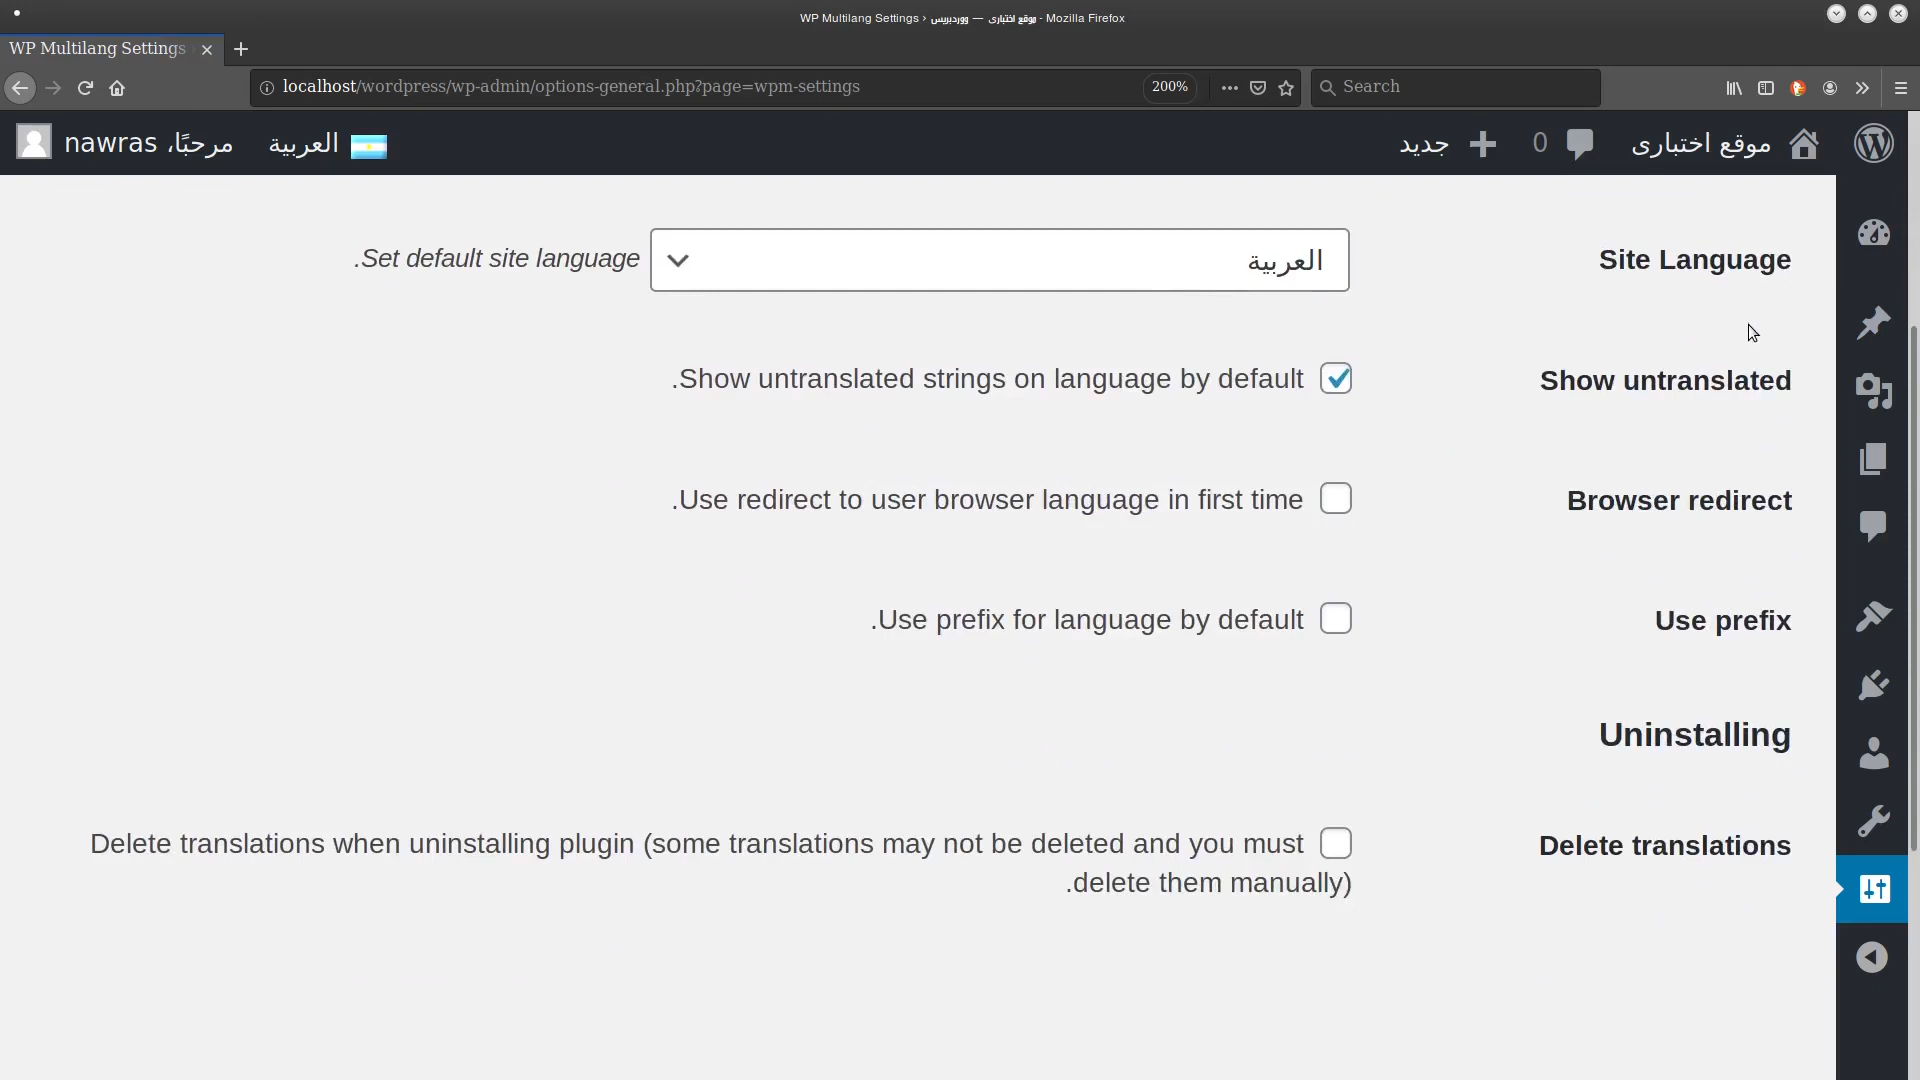 WP Multilang Settings › موقع اختبارى — ووردبريس - Mozilla Firefox
WP Multilang Settings
localhost/wordpress/wp-admin/options-general.php?page=wpm-settings
200%
Search
موقع اختبارى
0
جديد
العربية
مرحبًا، nawras
Site Language
العربية
Set default site language.
Show untranslated
Show untranslated strings on language by default.
Browser redirect
Use redirect to user browser language in first time.
Use prefix
Use prefix for language by default.
Uninstalling
Delete translations
Delete translations when uninstalling plugin (some translations may not be deleted and you must
delete them manually).